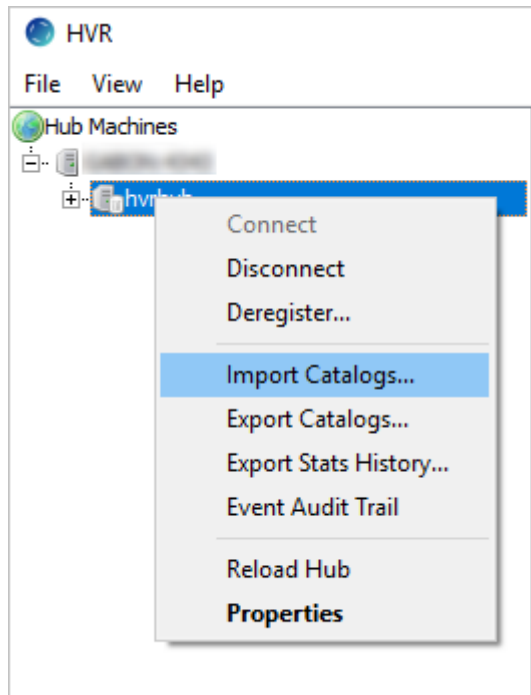 HVR
File View Help
Hub Machines
hvrhub
Connect
Disconnect
Deregister...
Import Catalogs...
Export Catalogs...
Export Stats History...
Event Audit Trail
Reload Hub
Properties